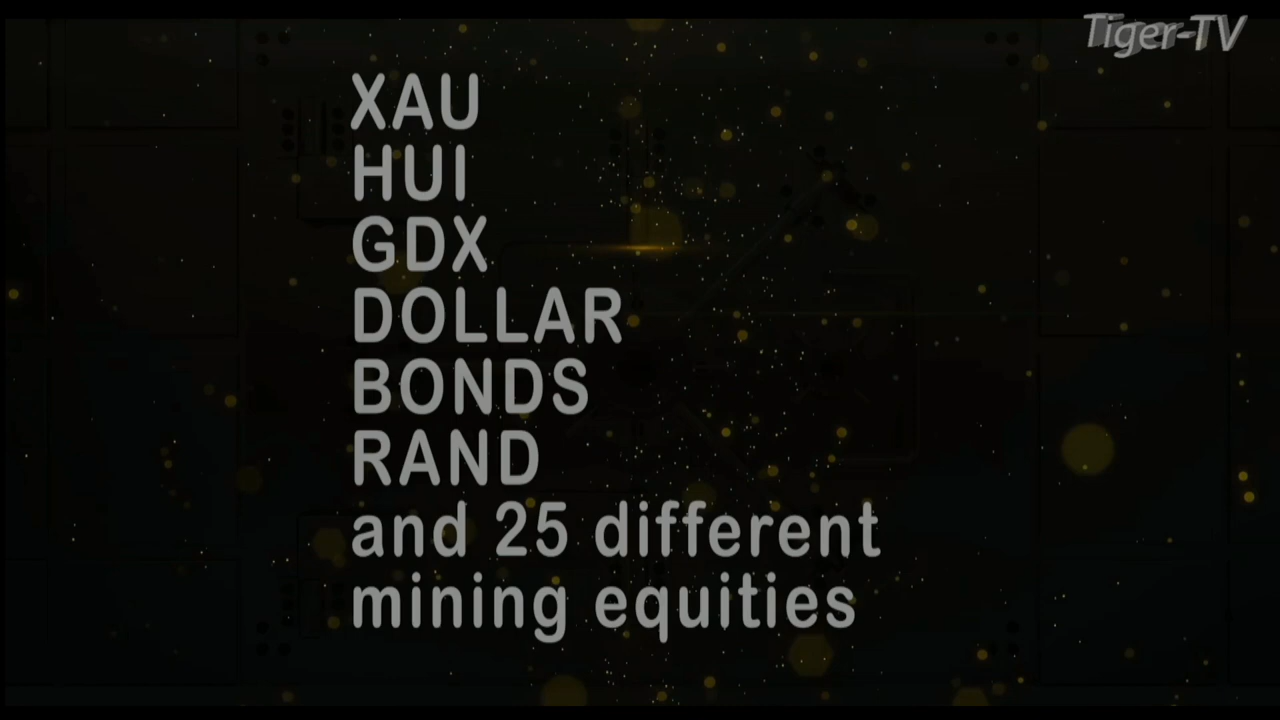 Tiger-TV
XAU
HUI
GDX
DOLLAR
BONDS
RAND
and 25 different
mining equities